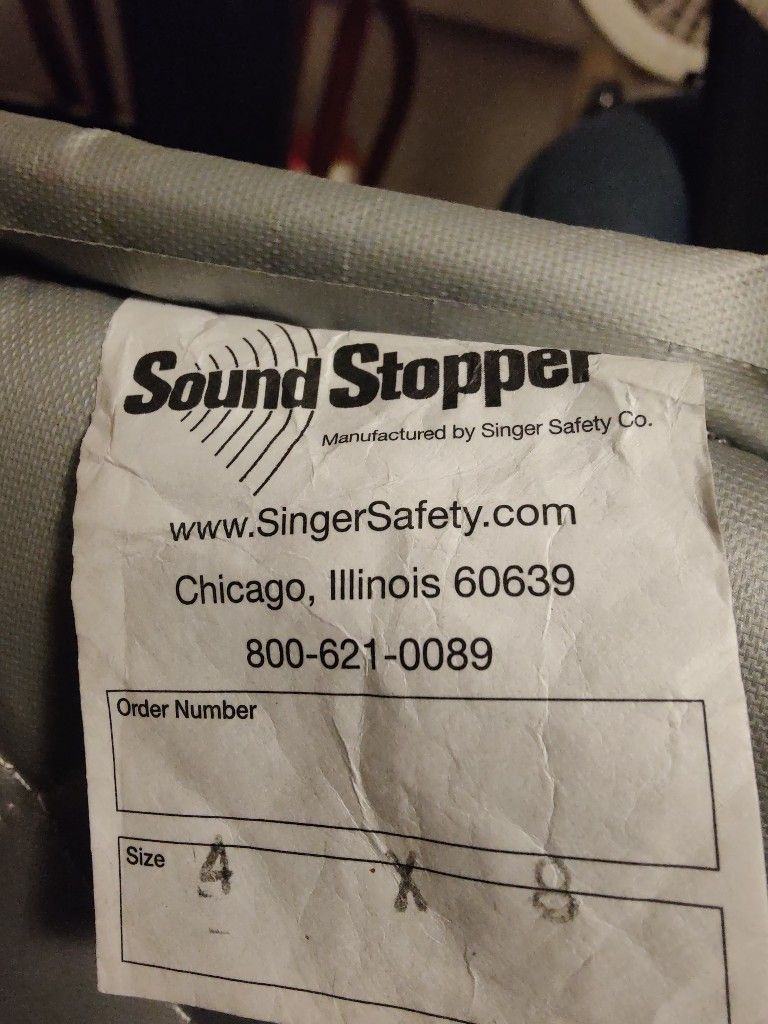 Sound Stopper
Manufactured by Singer Safety Co.
www.SingerSafety.com
Chicago, Illinois 60639
800-621-0089
Order Number
Size 4 X 8